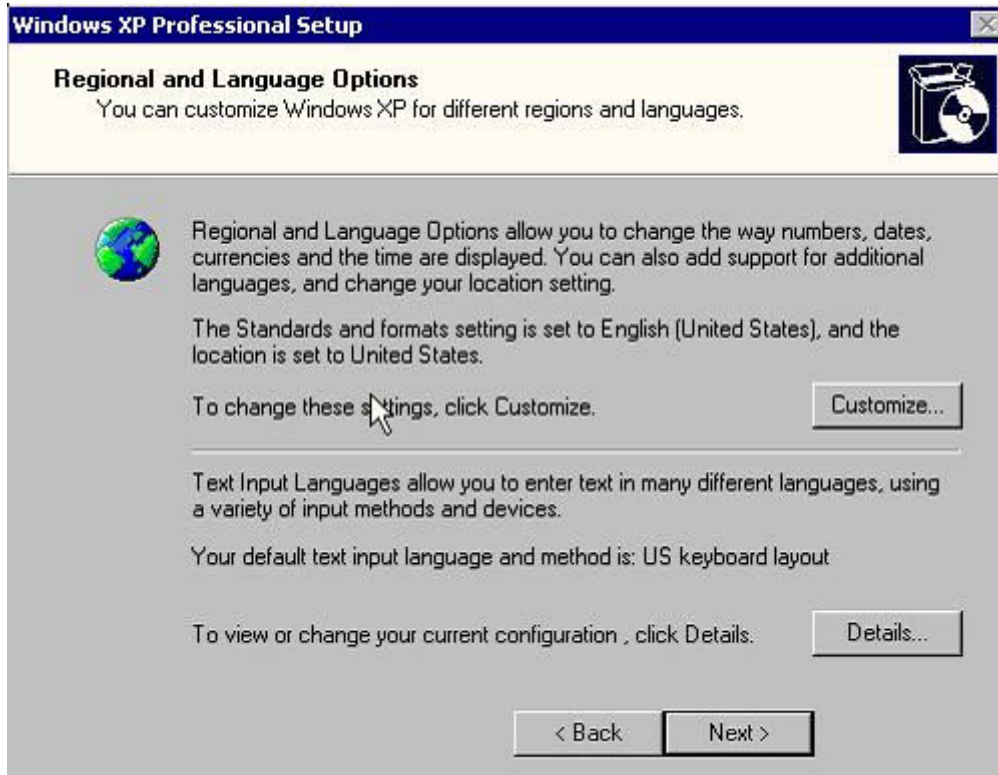 Windows XP Professional Setup
Regional and Language Options
You can customize Windows XP for different regions and languages.
Regional and Language Options allow you to change the way numbers, dates,
currencies and the time are displayed. You can also add support for additional
languages, and change your location setting.
The Standards and formats setting is set to English (United States), and the
location is set to United States.
To change these settings, click Customize.
Customize...
Text Input Languages allow you to enter text in many different languages, using
a variety of input methods and devices.
Your default text input language and method is: US keyboard layout
To view or change your current configuration , click Details.
Details...
< Back
Next >